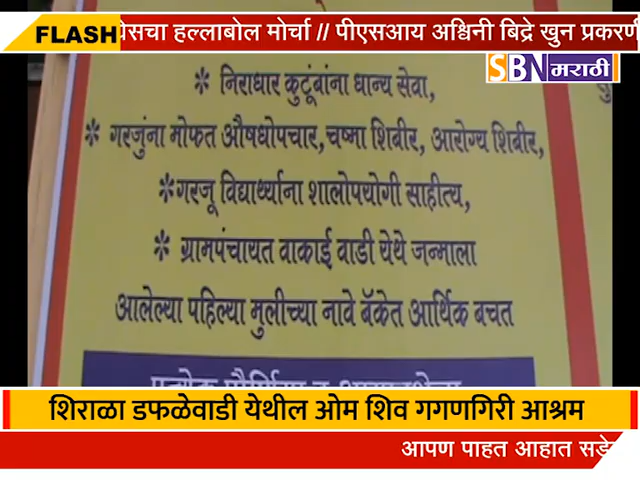 FLASH
हल्लाबोल मोर्चा // पीएसआय अश्विनी बिद्रे खुन प्रकरणी
SBN मराठी
* निराधार कुटूंबांना धान्य सेवा,
* गरजुंना मोफत औषधोपचार, चष्मा शिबीर, आरोग्य शिबीर,
* गरजू विद्यार्थ्यांना शालोपयोगी साहीत्य,
* ग्रामपंचायत वाकाई वाडी येथे जन्माला
आलेल्या पहिल्या मुलीच्या नावे बॅकेत आर्थिक बचत
शिराळा डफळेवाडी येथील ओम शिव गगणगिरी आश्रम
आपण पाहत आहात सडे